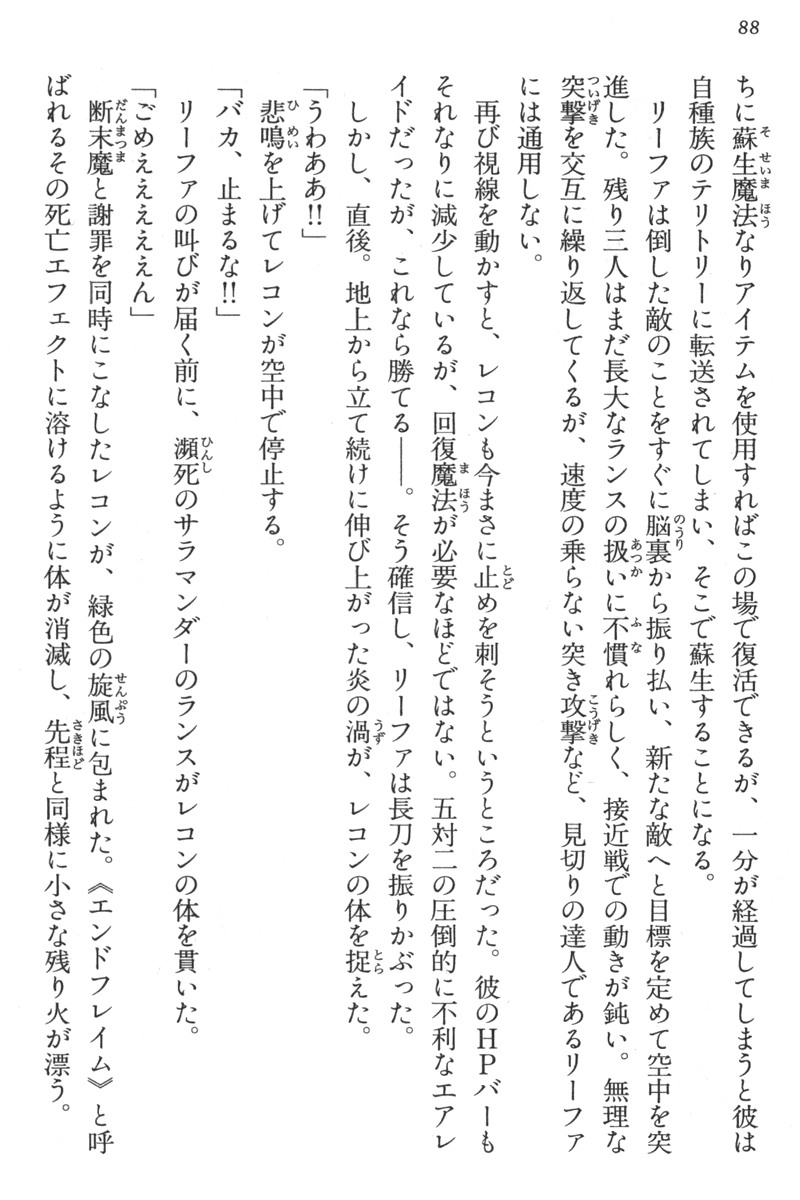 88
ちに蘇生魔法なりアイテムを使用すればこの場で復活できるが、一分が経過してしまうと彼は
自種族のテリトリーに転送されてしまい、そこで蘇生することになる。
　リーファは倒した敵のことをすぐに脳裏から振り払い、新たな敵へと目標を定めて空中を突
進した。残り三人はまだ長大なランスの扱いに不慣れらしく、接近戦での動きが鈍い。無理な
突撃を交互に繰り返してくるが、速度の乗らない突き攻撃など、見切りの達人であるリーファ
には通用しない。
　再び視線を動かすと、レコンも今まさに止めを刺そうというところだった。彼のHPバーも
それなりに減少しているが、回復魔法が必要なほどではない。五対二の圧倒的に不利なエアレ
イドだったが、これなら勝てる――。そう確信し、リーファは長刀を振りかぶった。
　しかし、直後。地上から立て続けに伸び上がった炎の渦が、レコンの体を捉えた。
「うわああ!!」
　悲鳴を上げてレコンが空中で停止する。
「バカ、止まるな!!」
　リーファの叫びが届く前に、瀕死のサラマンダーのランスがレコンの体を貫いた。
「ごめえええええん」
　断末魔と謝罪を同時にこなしたレコンが、緑色の旋風に包まれた。《エンドフレイム》と呼
ばれるその死亡エフェクトに溶けるように体が消滅し、先程と同様に小さな残り火が漂う。